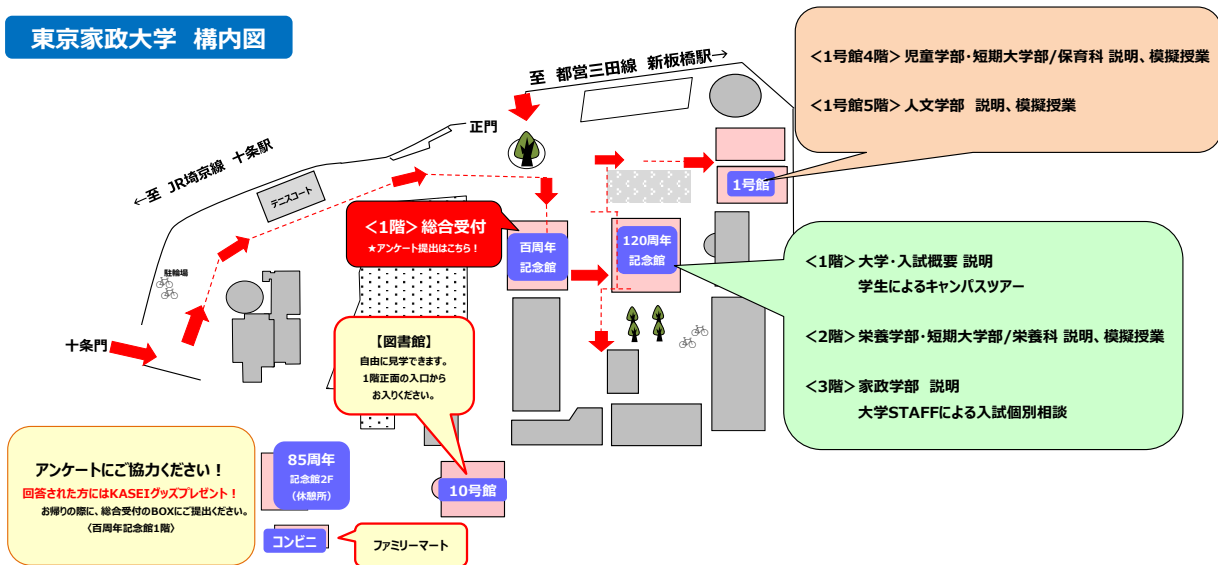 東京家政大学 構内図
至 都営三田線 新板橋駅→
正門
←至 JR埼京線 十条駅
テニスコート
駐輪場
十条門
<1階> 総合受付
★アンケート提出はこちら！
百周年
記念館
120周年
記念館
1号館
<1号館4階> 児童学部・短期大学部/保育科 説明、模擬授業
<1号館5階> 人文学部 説明、模擬授業
<1階> 大学・入試概要 説明
学生によるキャンパスツアー
<2階> 栄養学部・短期大学部/栄養科 説明、模擬授業
<3階> 家政学部 説明
大学STAFFによる入試個別相談
【図書館】
自由に見学できます。
1階正面の入口から
お入りください。
10号館
85周年
記念館2F
（休憩所）
コンビニ
ファミリーマート
アンケートにご協力ください！
回答された方にはKASEIグッズプレゼント！
お帰りの際に、総合受付のBOXにご提出ください。
〈百周年記念館1階〉